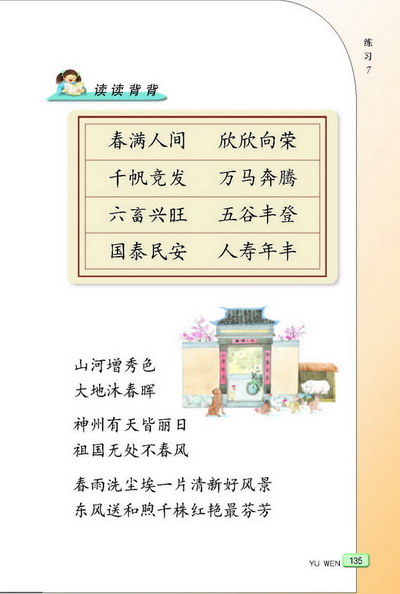 练习7
读读背背
春满人间 欣欣向荣
千帆竞发 万马奔腾
六畜兴旺 五谷丰登
国泰民安 人寿年丰
山河增秀色
大地沐春晖
神州有天皆丽日
祖国无处不春风
春雨洗尘埃一片清新好风景
东风送和煦千株红艳最芬芳
YU WEN 135